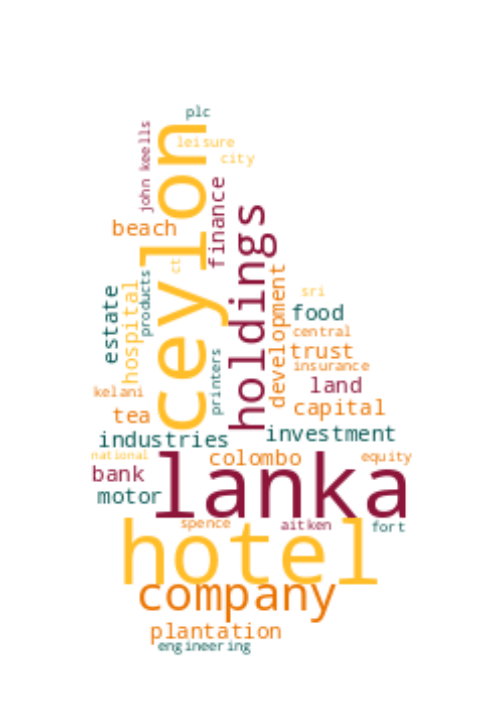 plc
john keells
ceylon
leisure
city
beach
finance
holdings
ct
products
hospital
estate
development
sri
food
central
printers
trust
insurance
kelani
land
tea
capital
industries
investment
national
colombo
equity
bank
lanka
motor
spence
aitken
fort
hotel
company
plantation
engineering